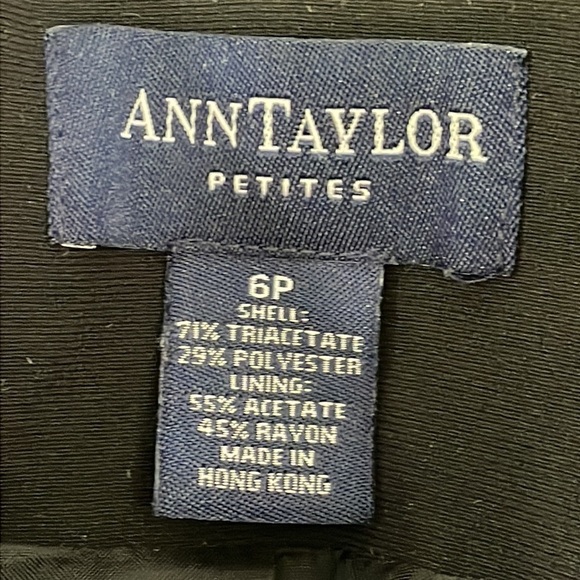 ANNTAYLOR
PETITES
6P
SHELL:
71% TRIACETATE
29% POLYESTER
LINING:
55% ACETATE
45% RAYON
MADE IN
HONG KONG